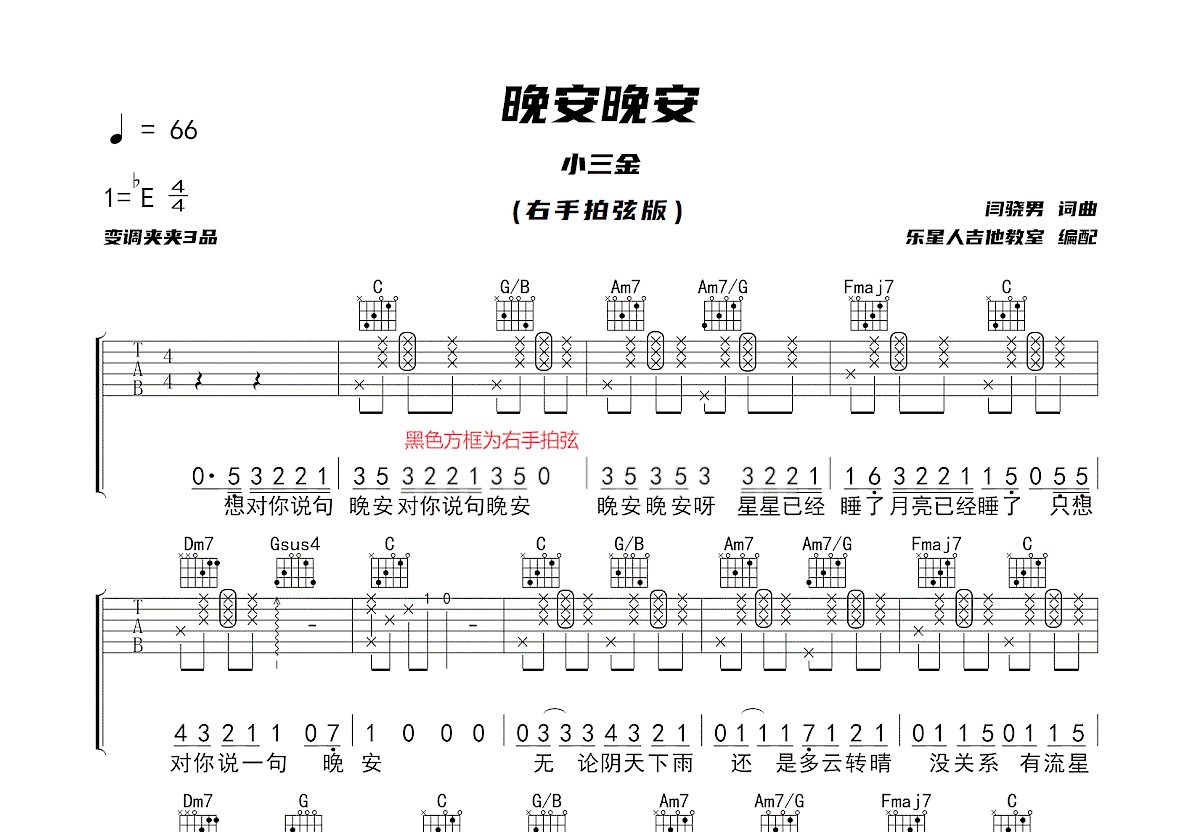 晚安晚安
♩ = 66
小三金
1=♭E 4/4
(右手拍弦版)
闫骁男 词曲
变调夹夹3品
乐星人吉他教室 编配
C G/B Am7 Am7/G Fmaj7 C
T A B 4 4
黑色方框为右手拍弦
0· 5 3 2 2 1 3 5 3 2 2 1 3 5 0 3 5 3 5 3 3 2 2 1 1 6 3 2 2 1 1 5 0 5 5
想对你说句 晚安对你说句晚安 晚安晚安呀 星星已经 睡了月亮已经睡了 只想
Dm7 Gsus4 C C G/B Am7 Am7/G Fmaj7 C
T A B 1 0
4 3 2 1 1 1 0 7 1 0 0 0 0 3 3 3 4 3 2 1 0 1 1 1 7 1 2 1 0 1 1 5 0 1 1 5
对你说一句 晚 安 无 论阴天下雨 还 是多云转晴 没关系 有流星
Dm7 G C G/B Am7 Am7/G Fmaj7 C